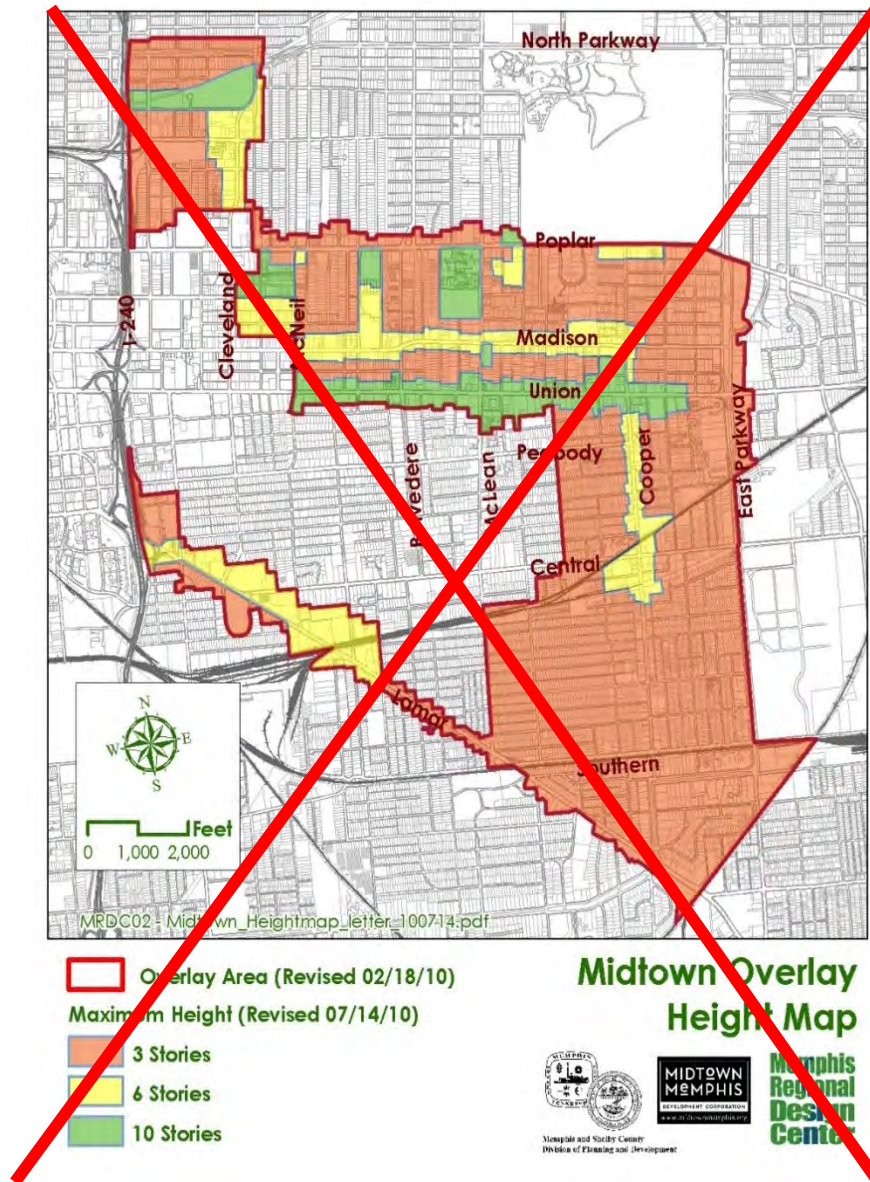 North Parkway
Poplar
I-240
Cleveland
McNeil
Madison
Union
Belvedere
McLean
Peabody
Cooper
East Parkway
Central
Lamar
Southern
N
W E
S
Feet
0 1,000 2,000
MRDC02 - Midtown_Heightmap_letter_100714.pdf
Overlay Area (Revised 02/18/10)
Maximum Height (Revised 07/14/10)
3 Stories
6 Stories
10 Stories
Midtown Overlay
Height Map
Memphis and Shelby County
Division of Planning and Development
MIDTOWN
MEMPHIS
DEVELOPMENT CORPORATION
www.midtownmemphis.org
Memphis
Regional
Design
Center